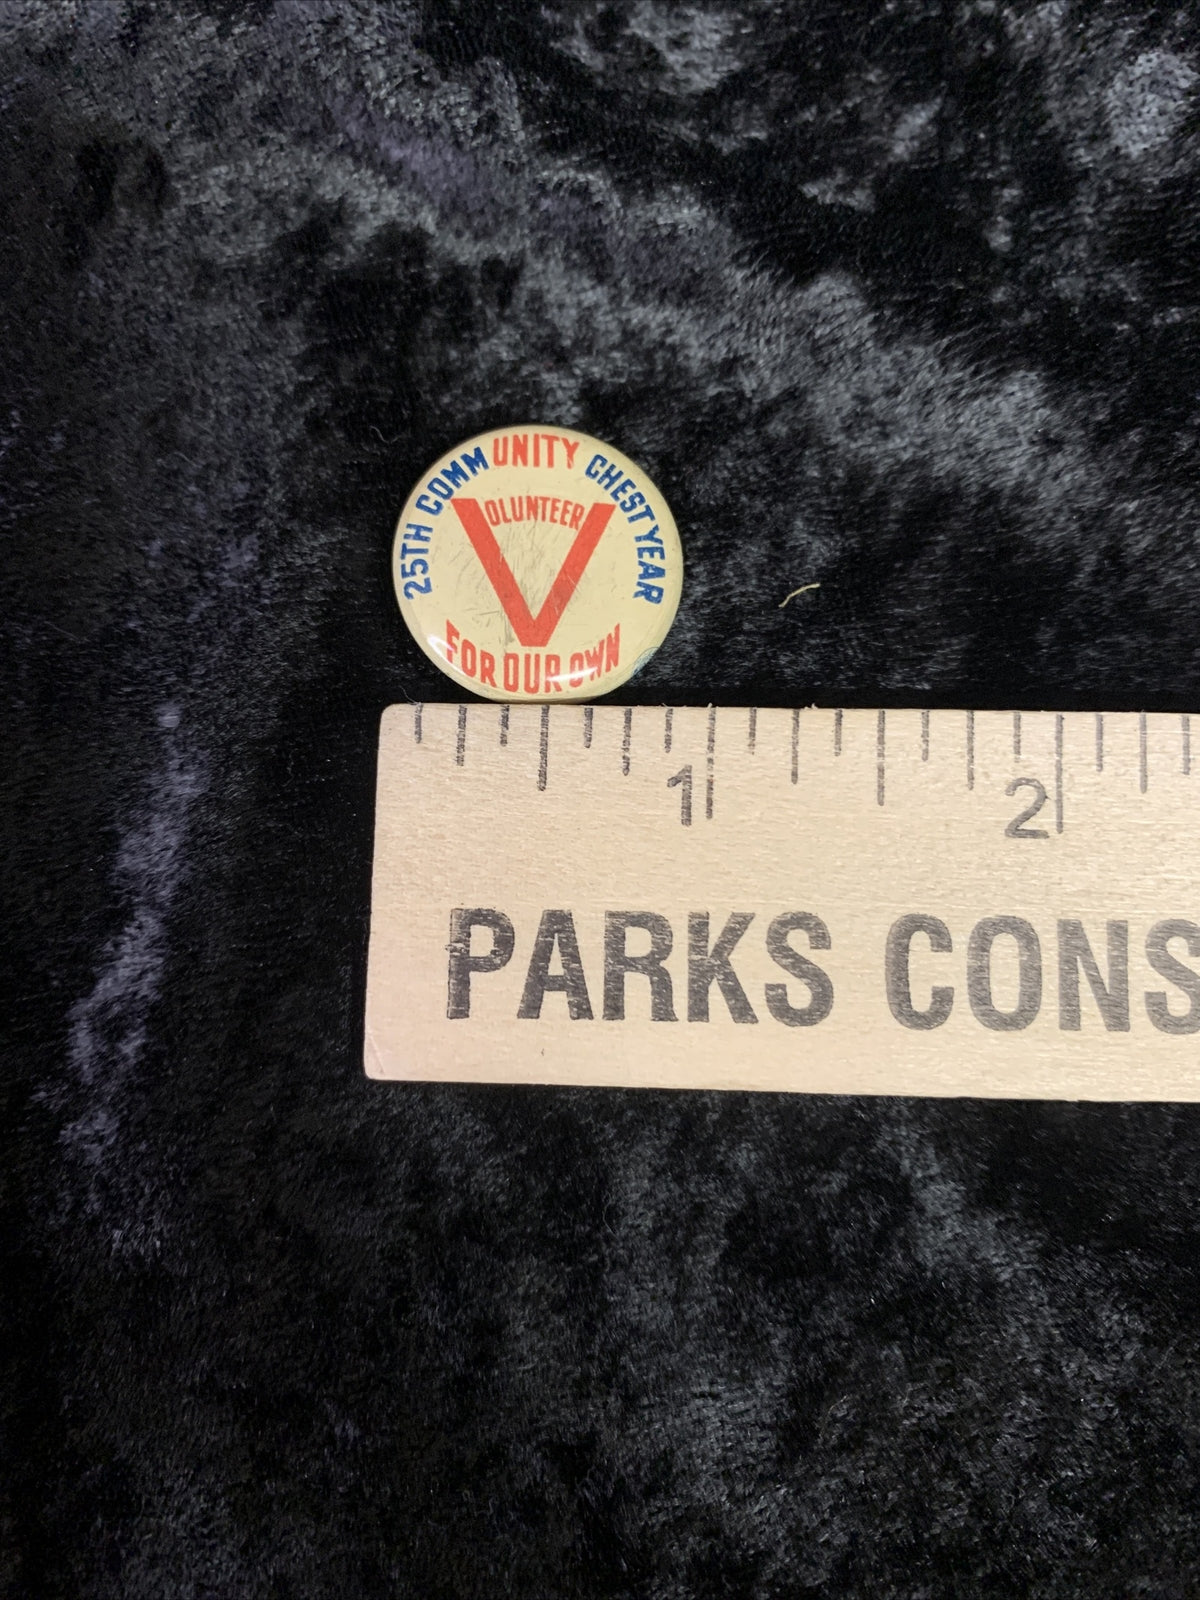 25TH COMMUNITY CHEST YEAR
VOLUNTEER
FOR OUR OWN
1 2
PARKS CONS